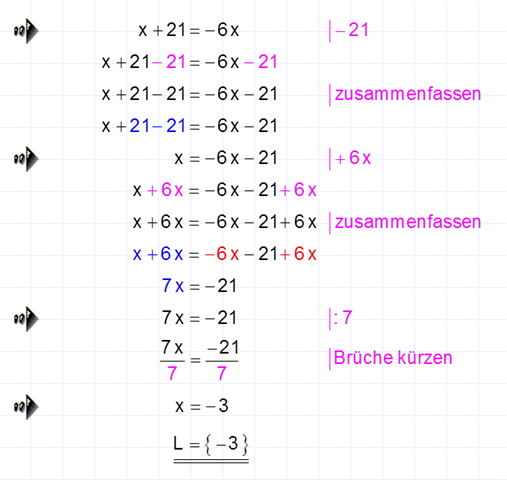 x + 21 = −6x | − 21
x + 21 − 21 = −6x − 21
x + 21 − 21 = −6x − 21 | zusammenfassen
x + 21 − 21 = −6x − 21
x = −6x − 21 | + 6x
x + 6x = −6x − 21 + 6x
x + 6x = −6x − 21 + 6x | zusammenfassen
x + 6x = −6x − 21 + 6x
7x = −21
7x = −21 | : 7
7x/7 = −21/7 | Brüche kürzen
x = −3
L = {−3}